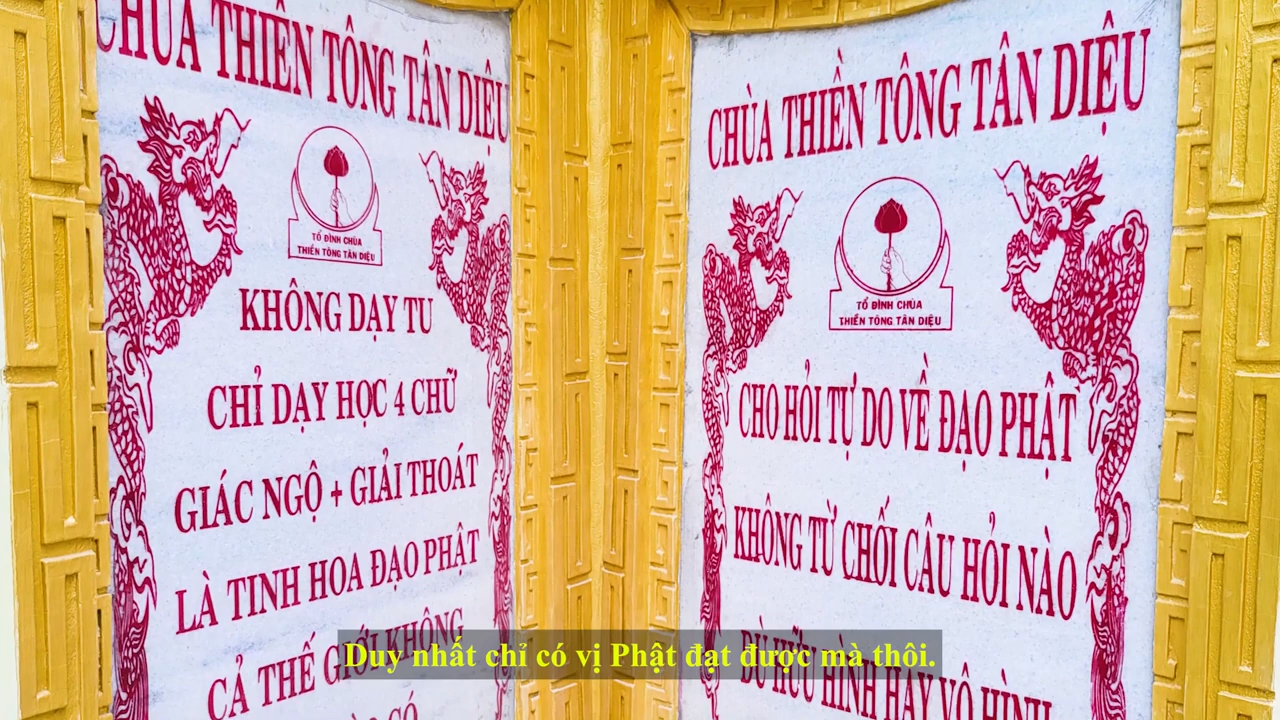 CHÙA THIỀN TÔNG TÂN DIỆU
TỔ ĐÌNH CHÙA
THIỀN TÔNG TÂN DIỆU
KHÔNG DẠY TU
CHỈ DẠY HỌC 4 CHỮ
GIÁC NGỘ + GIẢI THOÁT
LÀ TINH HOA ĐẠO PHẬT
CẢ THẾ GIỚI KHÔNG
CÓ
CHÙA THIỀN TÔNG TÂN DIỆU
TỔ ĐÌNH CHÙA
THIỀN TÔNG TÂN DIỆU
CHO HỎI TỰ DO VỀ ĐẠO PHẬT
KHÔNG TỪ CHỐI CÂU HỎI NÀO
DÙ HỮU HÌNH HAY VÔ HÌNH
Duy nhất chỉ có vị Phật đạt được mà thôi.